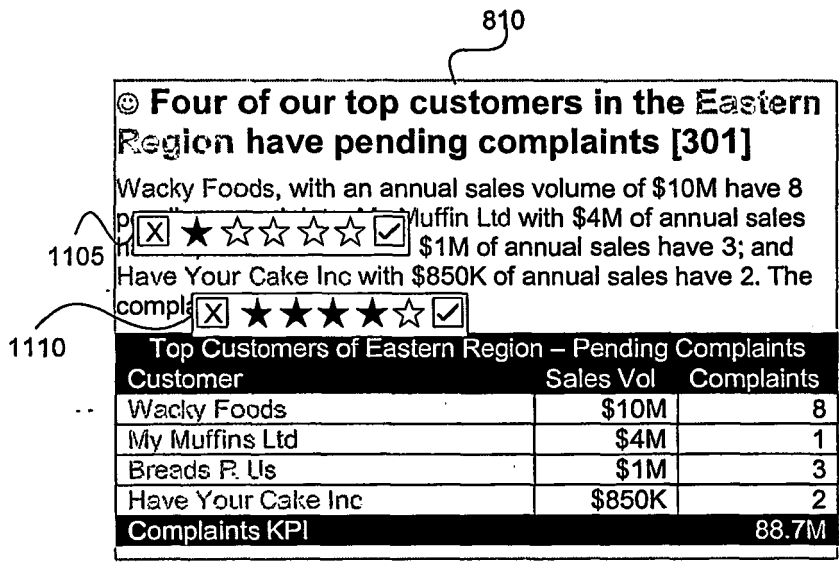 810
☺ Four of our top customers in the Eastern
Region have pending complaints [301]
Wacky Foods, with an annual sales volume of $10M have 8
Muffin Ltd with $4M of annual sales
1105 X ★ ☆ ☆ ☆ ☆ ✓ $1M of annual sales have 3; and
Have Your Cake Inc with $850K of annual sales have 2. The
1110 X ★ ★ ★ ★ ☆ ✓
Top Customers of Eastern Region – Pending Complaints
Customer Sales Vol Complaints
Wacky Foods $10M 8
My Muffins Ltd $4M 1
Breads R Us $1M 3
Have Your Cake Inc $850K 2
Complaints KPI 88.7M